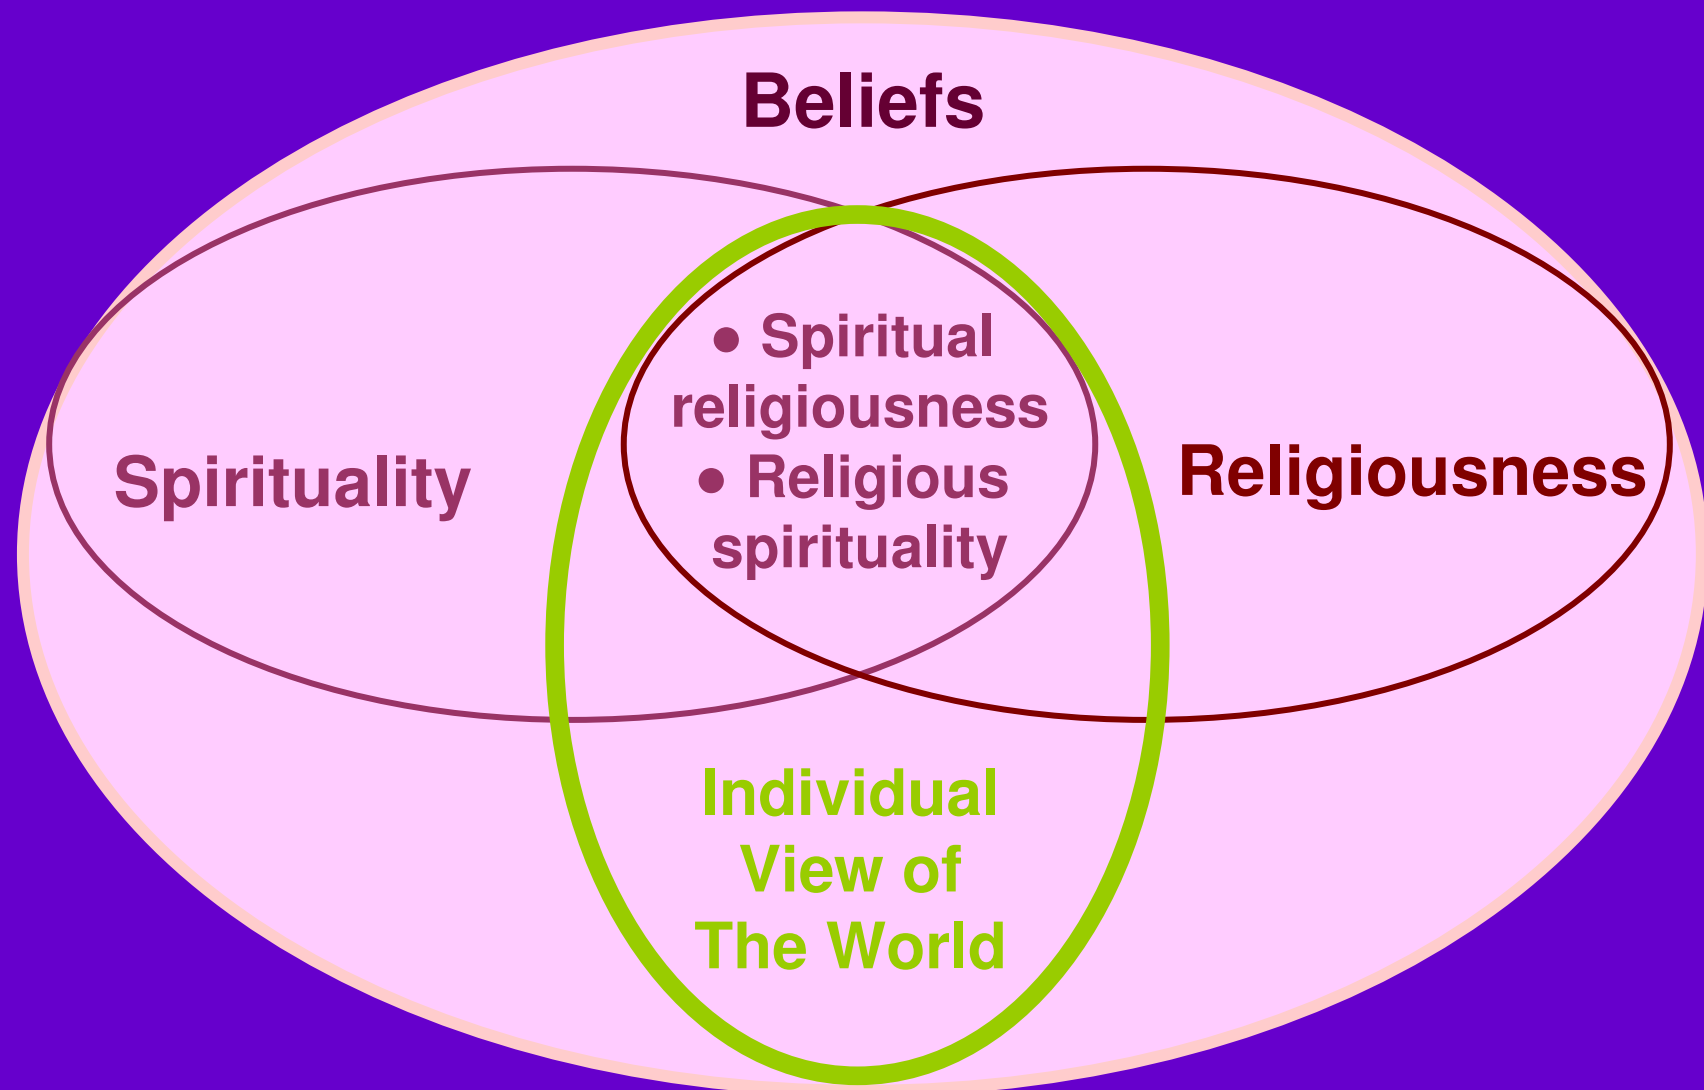 Beliefs
● Spiritual
religiousness
● Religious
spirituality
Spirituality
Religiousness
Individual
View of
The World